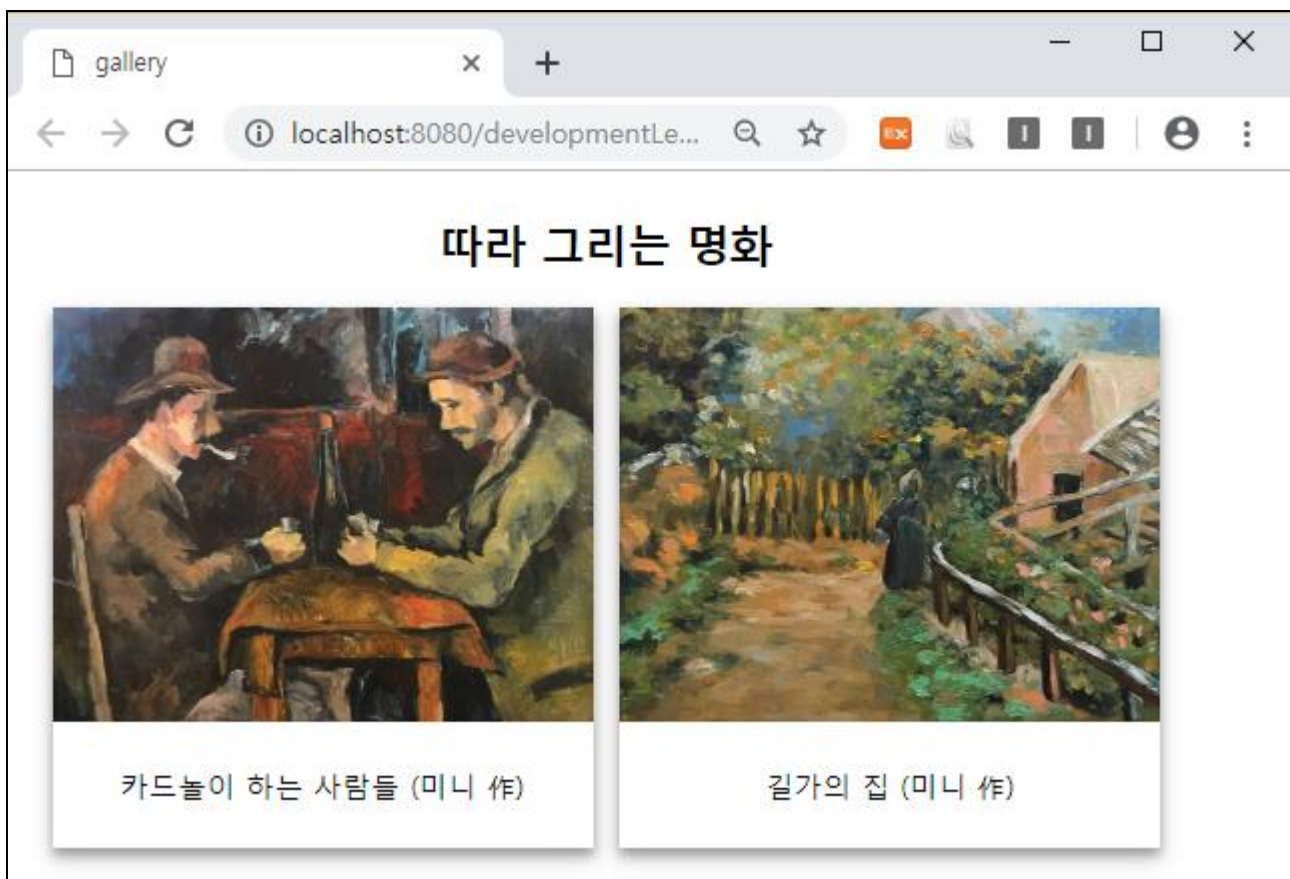 gallery
localhost:8080/developmentLe...
따라 그리는 명화
카드놀이 하는 사람들 (미니 作)
길가의 집 (미니 作)